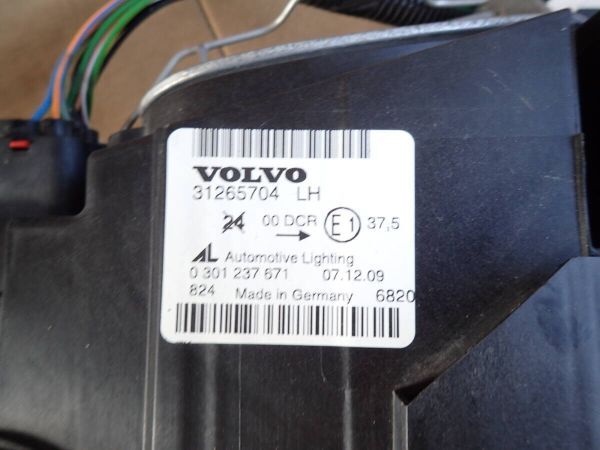 VOLVO
31265704 LH
24 00 DCR E1 37,5
AL Automotive Lighting
0 301 237 671 07.12.09
824 Made in Germany 6820